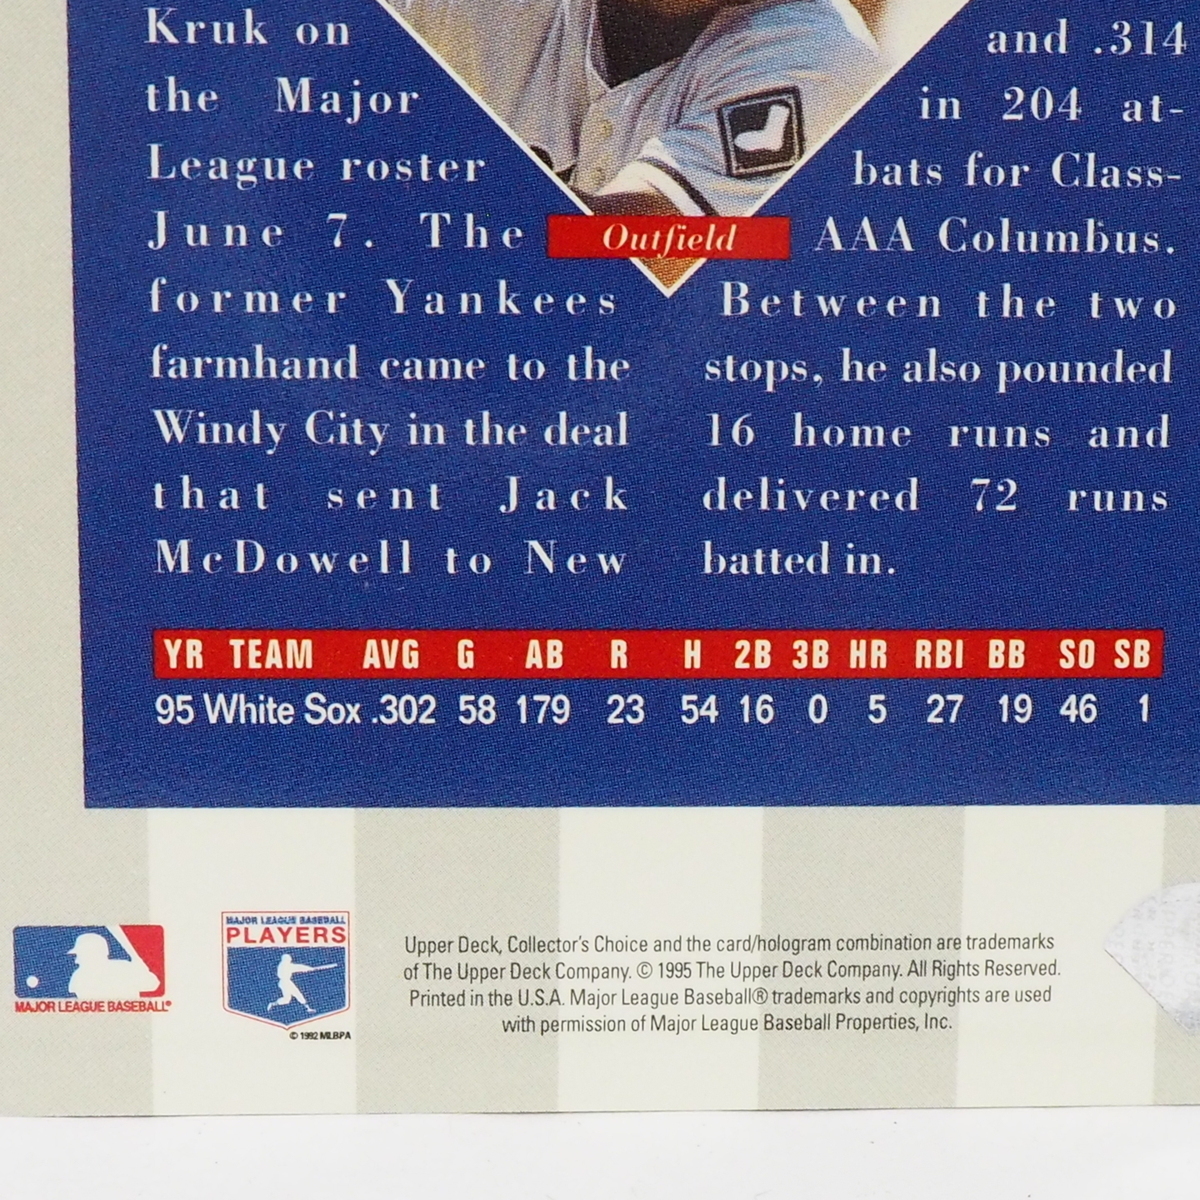 Kruk on
the Major
League roster
June 7. The
former Yankees
farmhand came to the
Windy City in the deal
that sent Jack
McDowell to New
Outfield
and .314
in 204 at-
bats for Class-
AAA Columbus.
Between the two
stops, he also pounded
16 home runs and
delivered 72 runs
batted in.
YR TEAM AVG G AB R H 2B 3B HR RBI BB SO SB
95 White Sox .302 58 179 23 54 16 0 5 27 19 46 1
MAJOR LEAGUE BASEBALL®
MAJOR LEAGUE BASEBALL
PLAYERS
© 1992 MLBPA
Upper Deck, Collector's Choice and the card/hologram combination are trademarks
of The Upper Deck Company. © 1995 The Upper Deck Company. All Rights Reserved.
Printed in the U.S.A. Major League Baseball® trademarks and copyrights are used
with permission of Major League Baseball Properties, Inc.